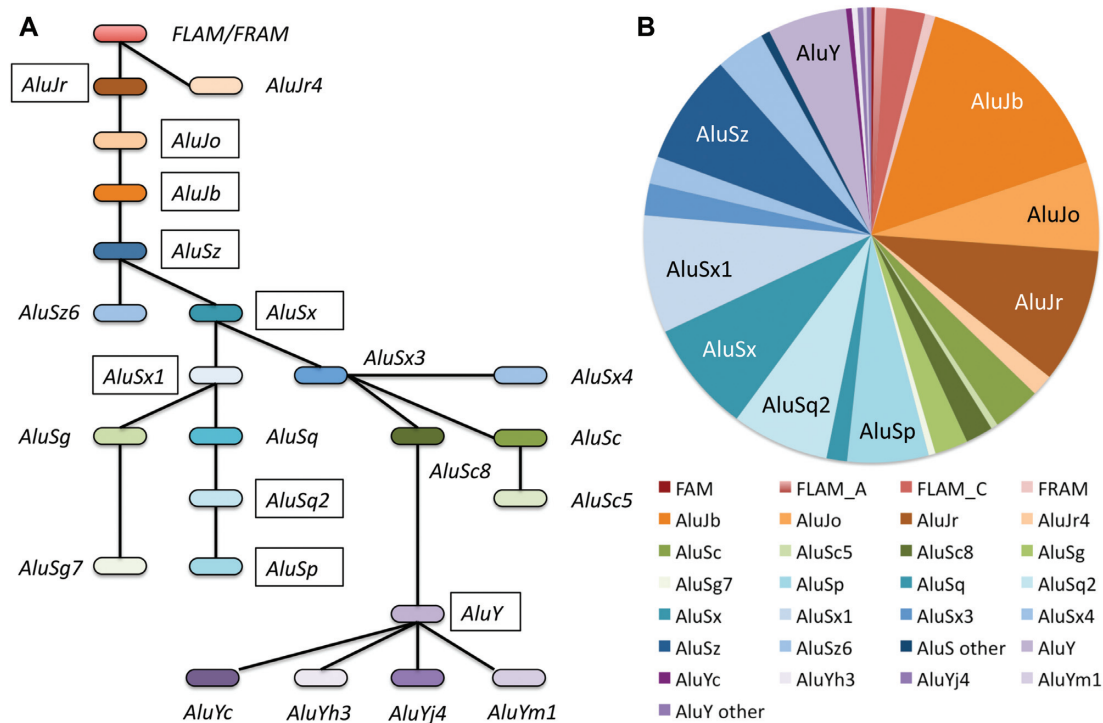 A
FLAM/FRAM
AluJr
AluJr4
AluJo
AluJb
AluSz
AluSz6
AluSx
AluSx1
AluSx3
AluSx4
AluSg
AluSq
AluSc
AluSc8
AluSq2
AluSc5
AluSg7
AluSp
AluY
AluYc
AluYh3
AluYj4
AluYm1
B
AluY
AluJb
AluSz
AluJo
AluSx1
AluJr
AluSx
AluSq2
AluSp
FAM FLAM_A FLAM_C FRAM
AluJb AluJo AluJr AluJr4
AluSc AluSc5 AluSc8 AluSg
AluSg7 AluSp AluSq AluSq2
AluSx AluSx1 AluSx3 AluSx4
AluSz AluSz6 AluS other AluY
AluYc AluYh3 AluYj4 AluYm1
AluY other